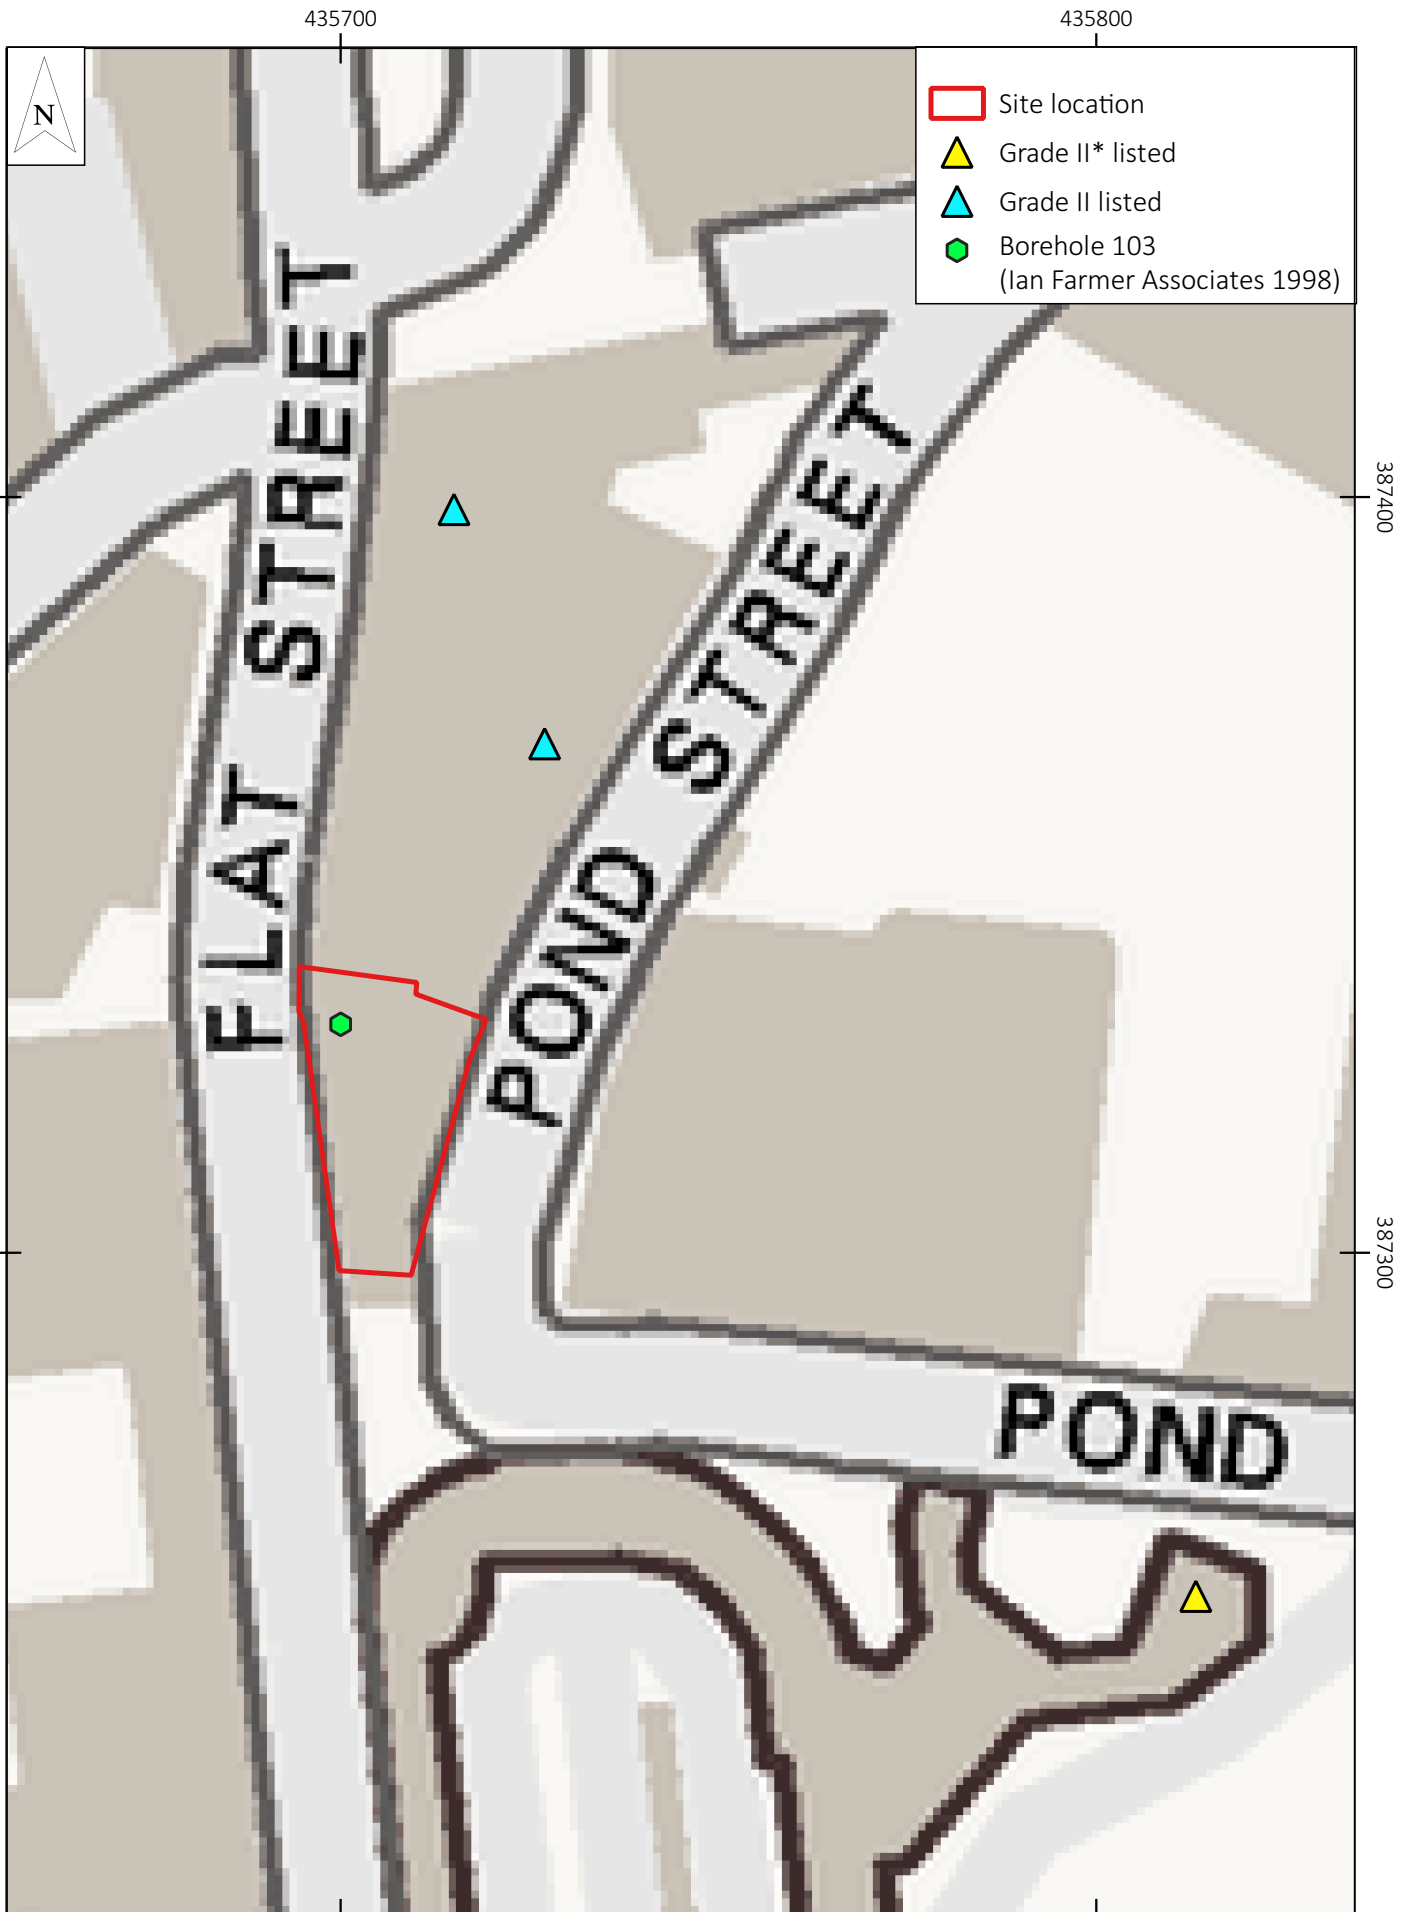 435700
435800
N
Site location
Grade II* listed
Grade II listed
Borehole 103
(Ian Farmer Associates 1998)
FLAT STREET
POND STREET
387400
387300
POND